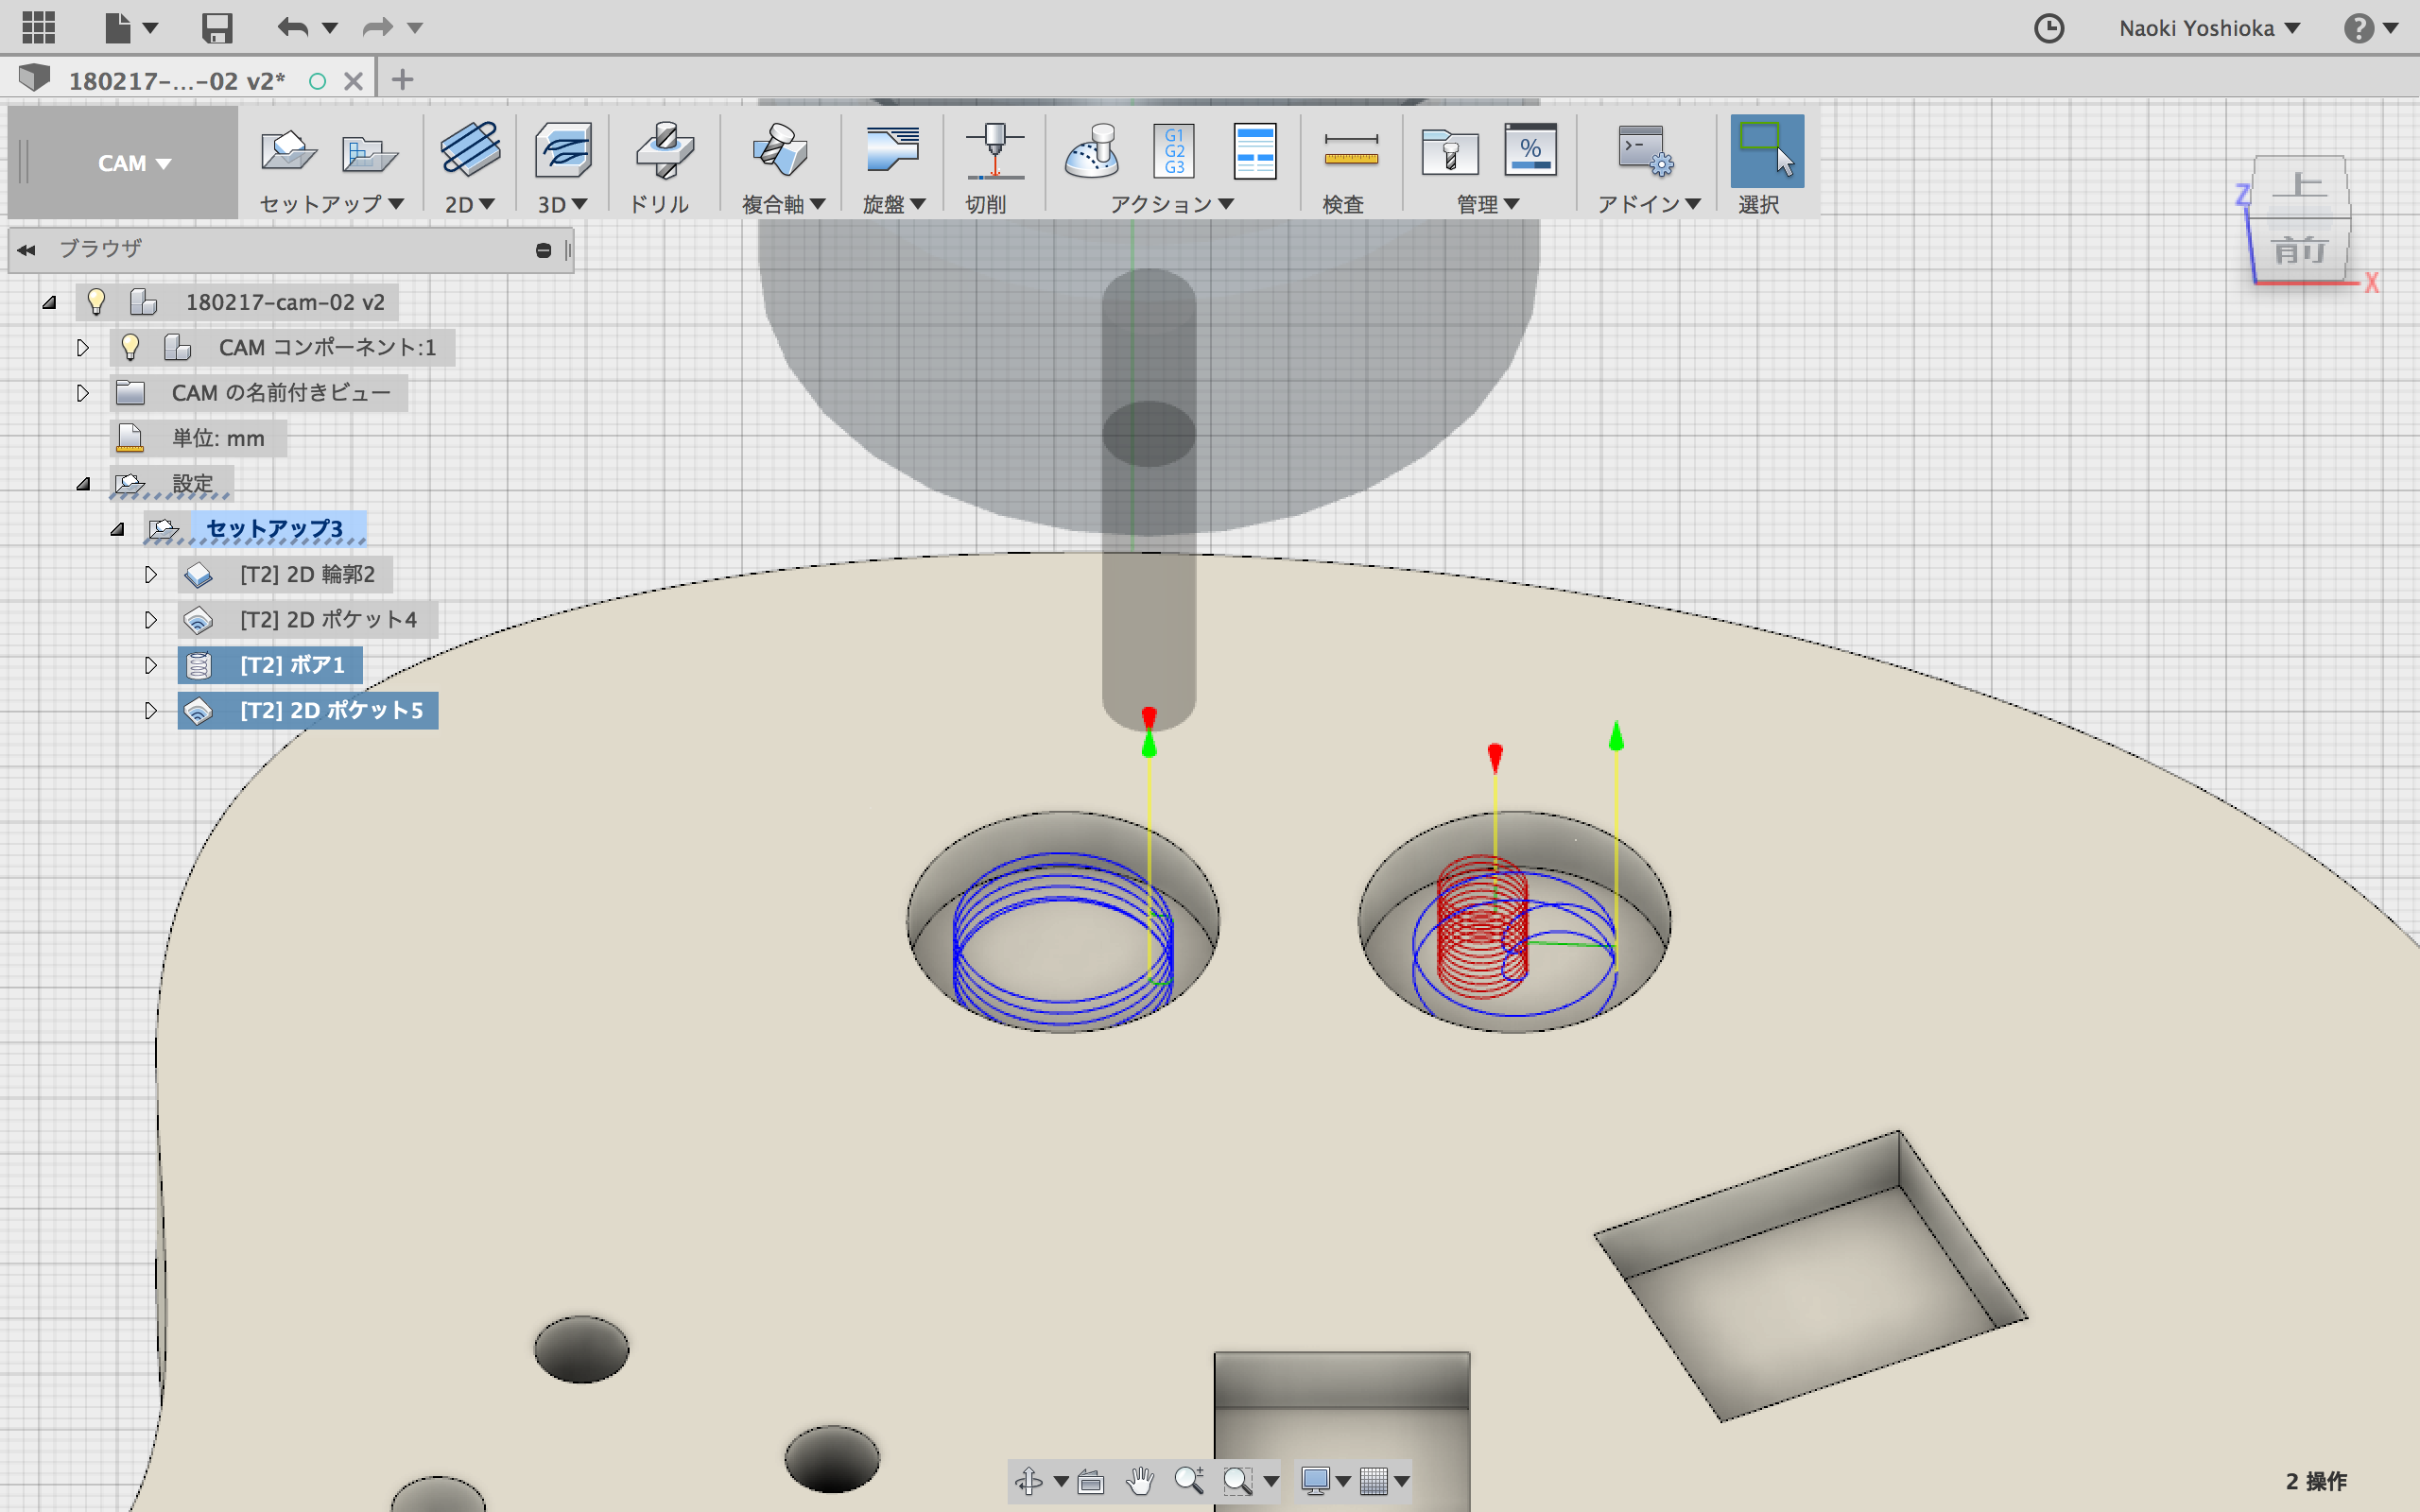 Naoki Yoshioka
?
180217-...-02 v2*
CAM
セットアップ
2D
3D
ドリル
複合軸
旋盤
切削
G1
G2
G3
アクション
検査
%
管理
アドイン
選択
上
前
Z
X
ブラウザ
180217-cam-02 v2
CAM コンポーネント:1
CAM の名前付きビュー
単位: mm
設定
セットアップ3
[T2] 2D 輪郭2
[T2] 2D ポケット4
[T2] ボア1
[T2] 2D ポケット5
2 操作